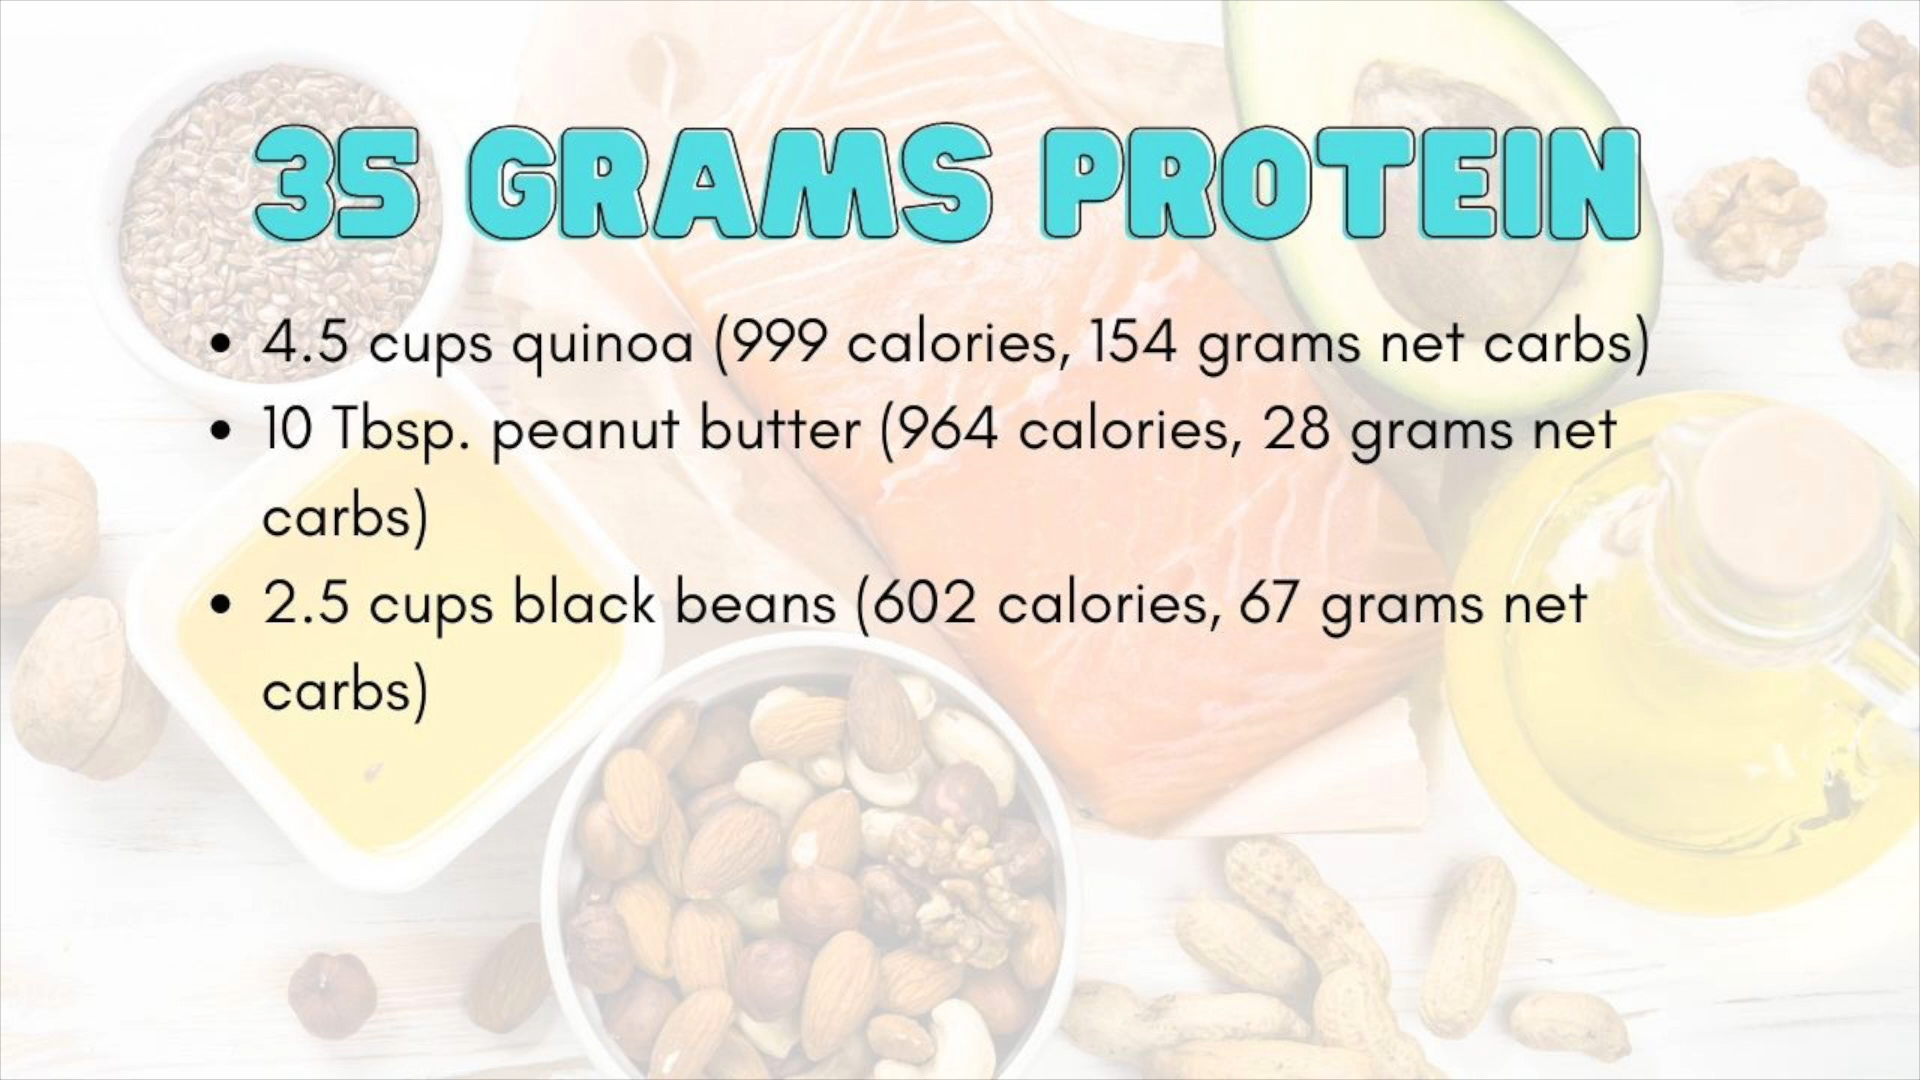 35 GRAMS PROTEIN
• 4.5 cups quinoa (999 calories, 154 grams net carbs)
• 10 Tbsp. peanut butter (964 calories, 28 grams net
carbs)
• 2.5 cups black beans (602 calories, 67 grams net
carbs)